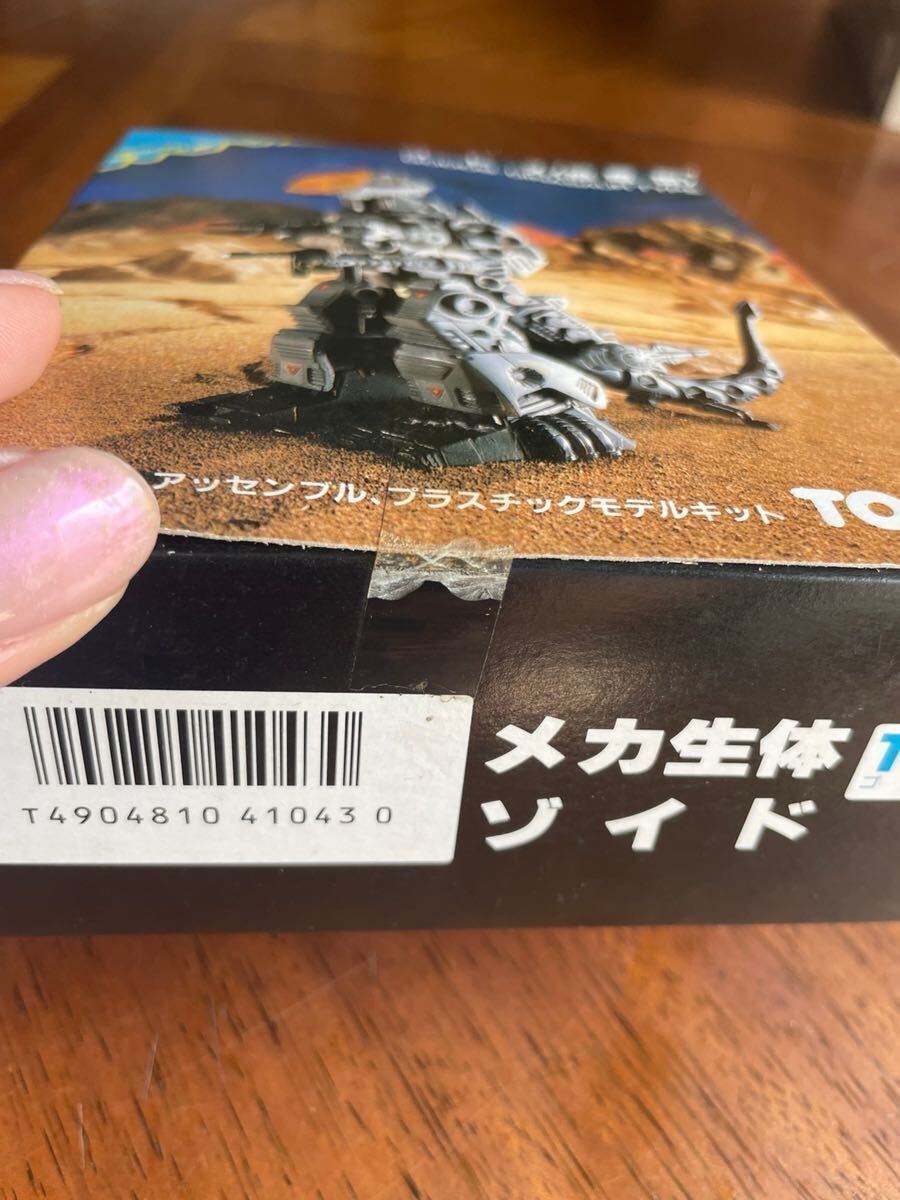 アッセンブル、プラスチックモデルキット TO
T4904810 41043 0
メカ生体
ゾイド